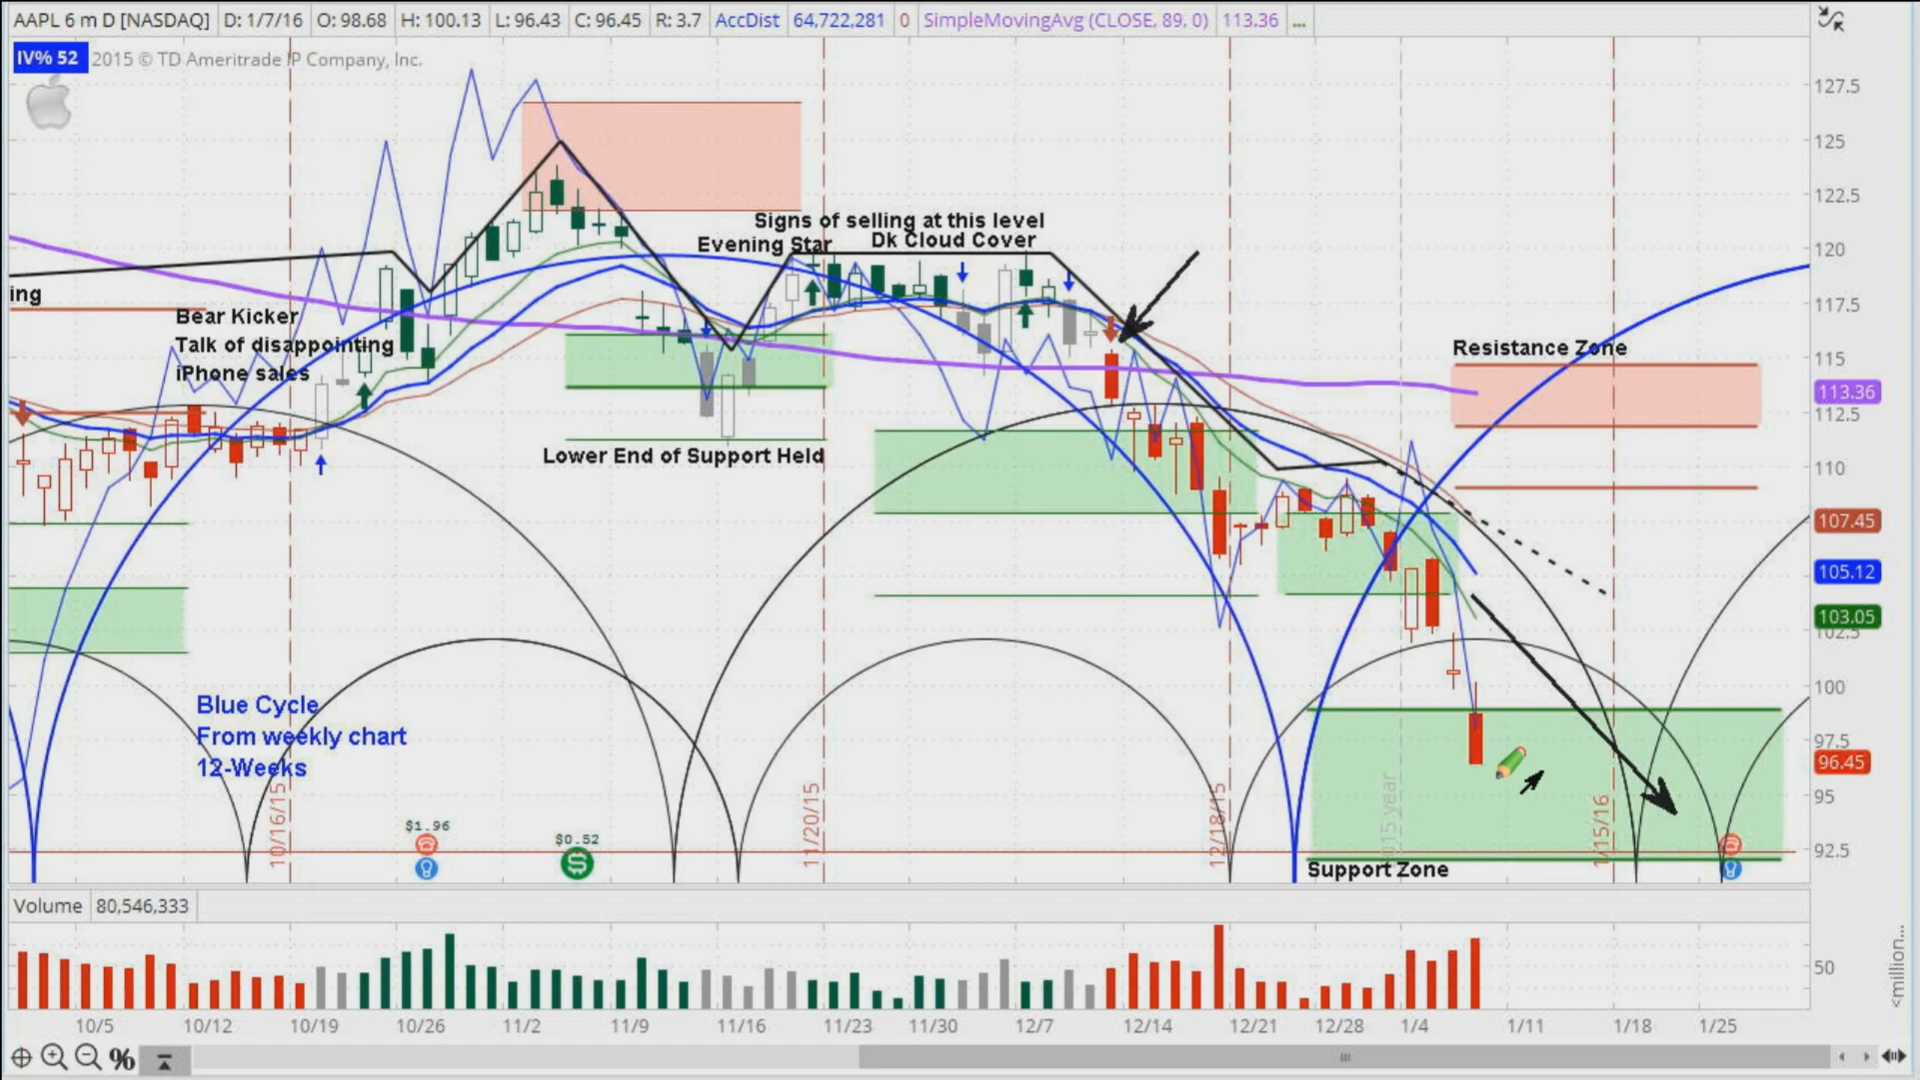 AAPL 6 m D [NASDAQ] D: 1/7/16 O: 98.68 H: 100.13 L: 96.43 C: 96.45 R: 3.7 AccDist 64,722,281 0 SimpleMovingAvg (CLOSE, 89, 0) 113.36 ...
IV% 52 2015 © TD Ameritrade IP Company, Inc.
127.5
125
122.5
Signs of selling at this level
Evening Star Dk Cloud Cover
120
ing
117.5
Bear Kicker
Talk of disappointing
iPhone sales
Resistance Zone
115
113.36
112.5
Lower End of Support Held
110
107.45
105.12
103.05
102.5
100
Blue Cycle
From weekly chart
12-Weeks
97.5
96.45
95
10/16/15
11/20/15
12/18/15
015 year
1/15/16
$1.96
$0.52
92.5
Support Zone
Volume 80,546,333
50
<million...
10/5 10/12 10/19 10/26 11/2 11/9 11/16 11/23 11/30 12/7 12/14 12/21 12/28 1/4 1/11 1/18 1/25
%